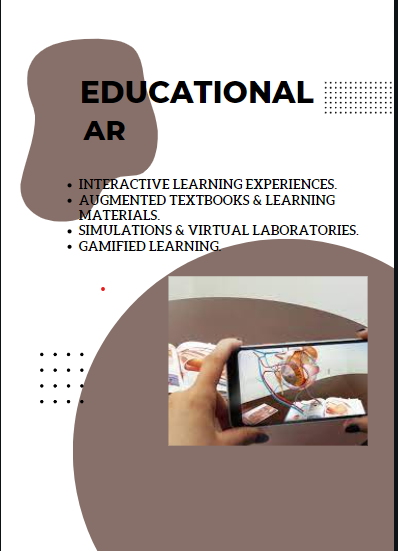 EDUCATIONAL
AR
• INTERACTIVE LEARNING EXPERIENCES.
• AUGMENTED TEXTBOOKS & LEARNING
MATERIALS.
• SIMULATIONS & VIRTUAL LABORATORIES.
• GAMIFIED LEARNING.